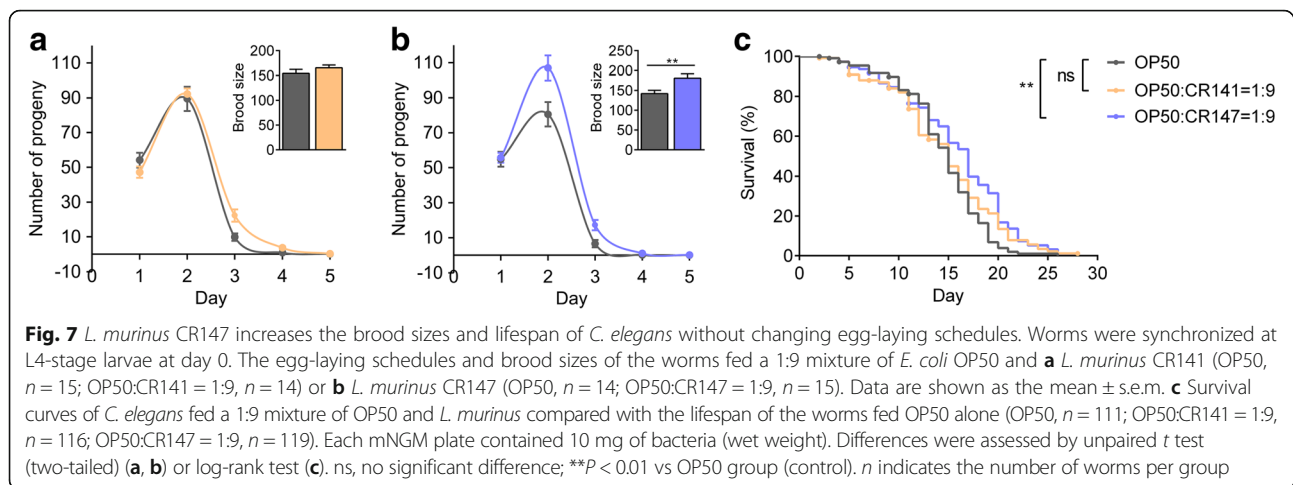 a
110
90
70
50
30
10
-10
0
1
2
3
4
5
Number of progeny
Day
200
150
100
50
0
Brood size
b
110
90
70
50
30
10
-10
0
1
2
3
4
5
Number of progeny
Day
250
200
150
100
50
0
Brood size
**
c
100
80
60
40
20
0
0
5
10
15
20
25
30
Survival (%)
Day
**
ns
OP50
OP50:CR141=1:9
OP50:CR147=1:9
Fig. 7 L. murinus CR147 increases the brood sizes and lifespan of C. elegans without changing egg-laying schedules. Worms were synchronized at
L4-stage larvae at day 0. The egg-laying schedules and brood sizes of the worms fed a 1:9 mixture of E. coli OP50 and a L. murinus CR141 (OP50,
n = 15; OP50:CR141 = 1:9, n = 14) or b L. murinus CR147 (OP50, n = 14; OP50:CR147 = 1:9, n = 15). Data are shown as the mean ± s.e.m. c Survival
curves of C. elegans fed a 1:9 mixture of OP50 and L. murinus compared with the lifespan of the worms fed OP50 alone (OP50, n = 111; OP50:CR141 = 1:9,
n = 116; OP50:CR147 = 1:9, n = 119). Each mNGM plate contained 10 mg of bacteria (wet weight). Differences were assessed by unpaired t test
(two-tailed) (a, b) or log-rank test (c). ns, no significant difference; **P < 0.01 vs OP50 group (control). n indicates the number of worms per group